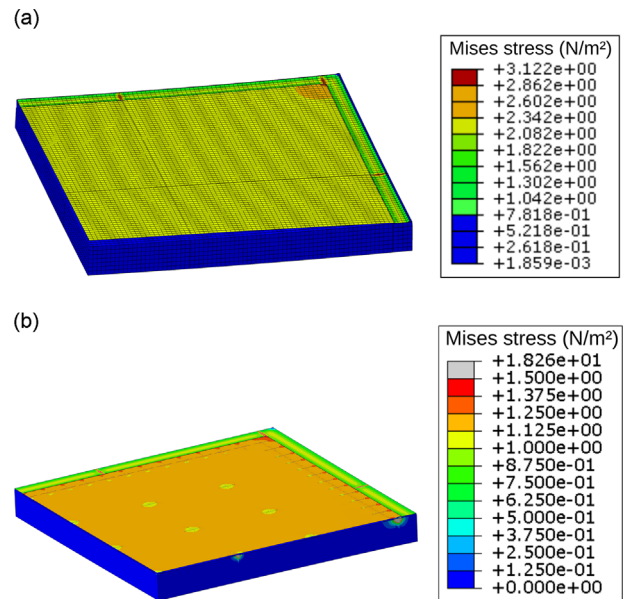 (a)
Mises stress (N/m²)
+3.122e+00
+2.862e+00
+2.602e+00
+2.342e+00
+2.082e+00
+1.822e+00
+1.562e+00
+1.302e+00
+1.042e+00
+7.818e-01
+5.218e-01
+2.618e-01
+1.859e-03
(b)
Mises stress (N/m²)
+1.826e+01
+1.500e+00
+1.375e+00
+1.250e+00
+1.125e+00
+1.000e+00
+8.750e-01
+7.500e-01
+6.250e-01
+5.000e-01
+3.750e-01
+2.500e-01
+1.250e-01
+0.000e+00